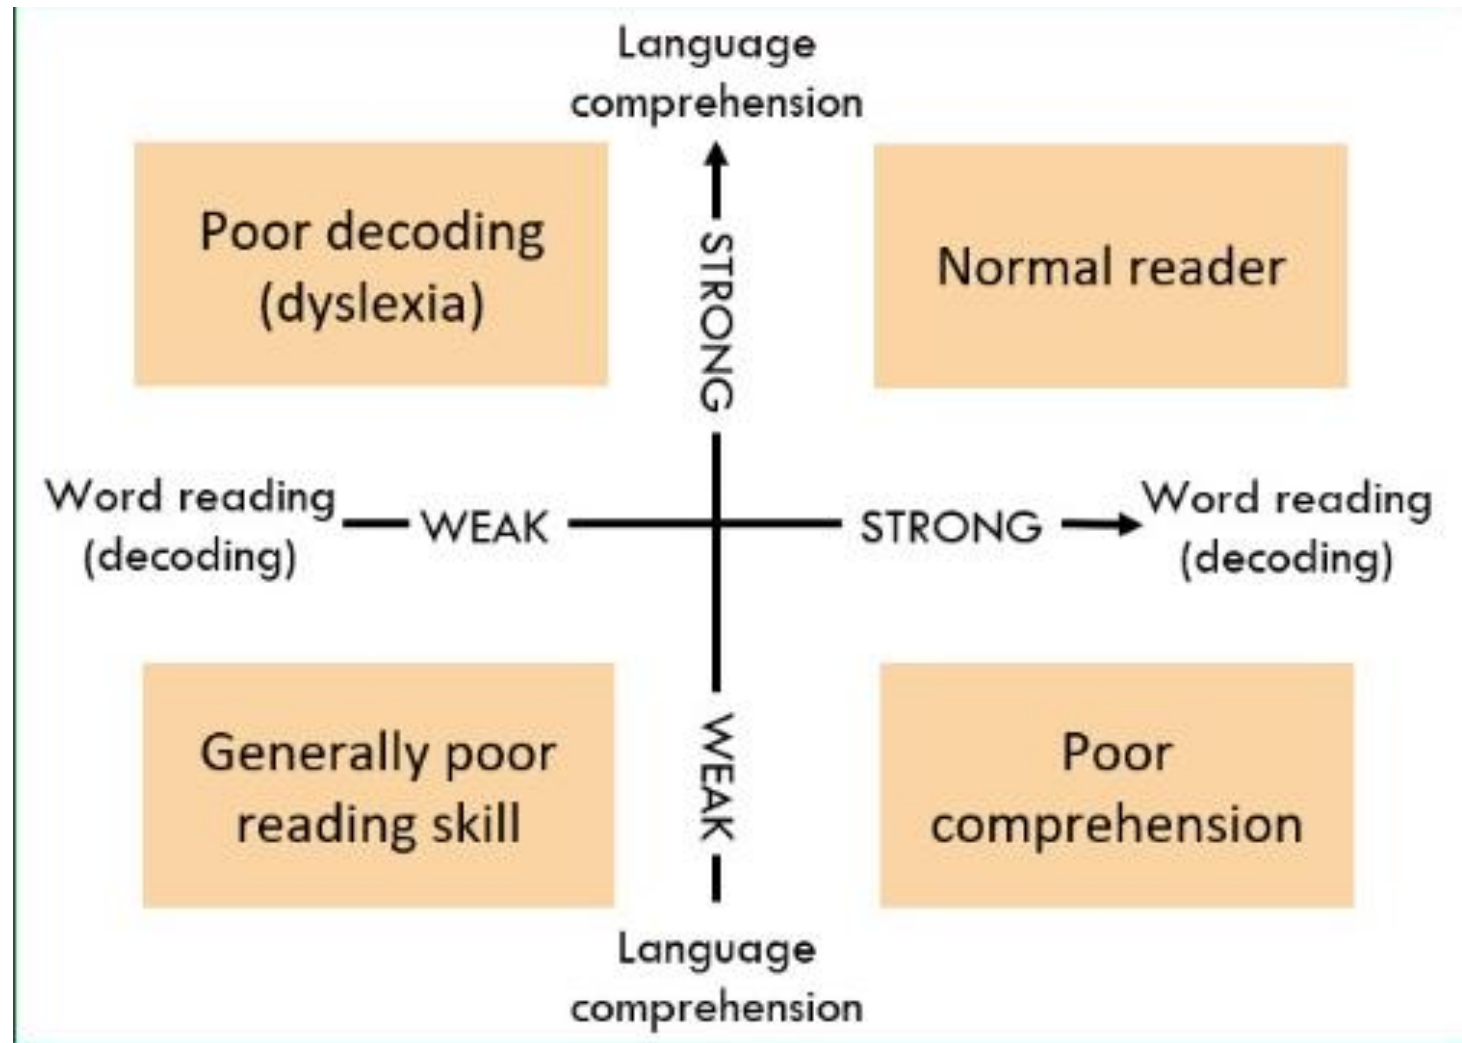 Language
comprehension
Poor decoding
(dyslexia)
STRONG
Normal reader
Word reading
(decoding)
WEAK
STRONG
Word reading
(decoding)
Generally poor
reading skill
WEAK
Poor
comprehension
Language
comprehension